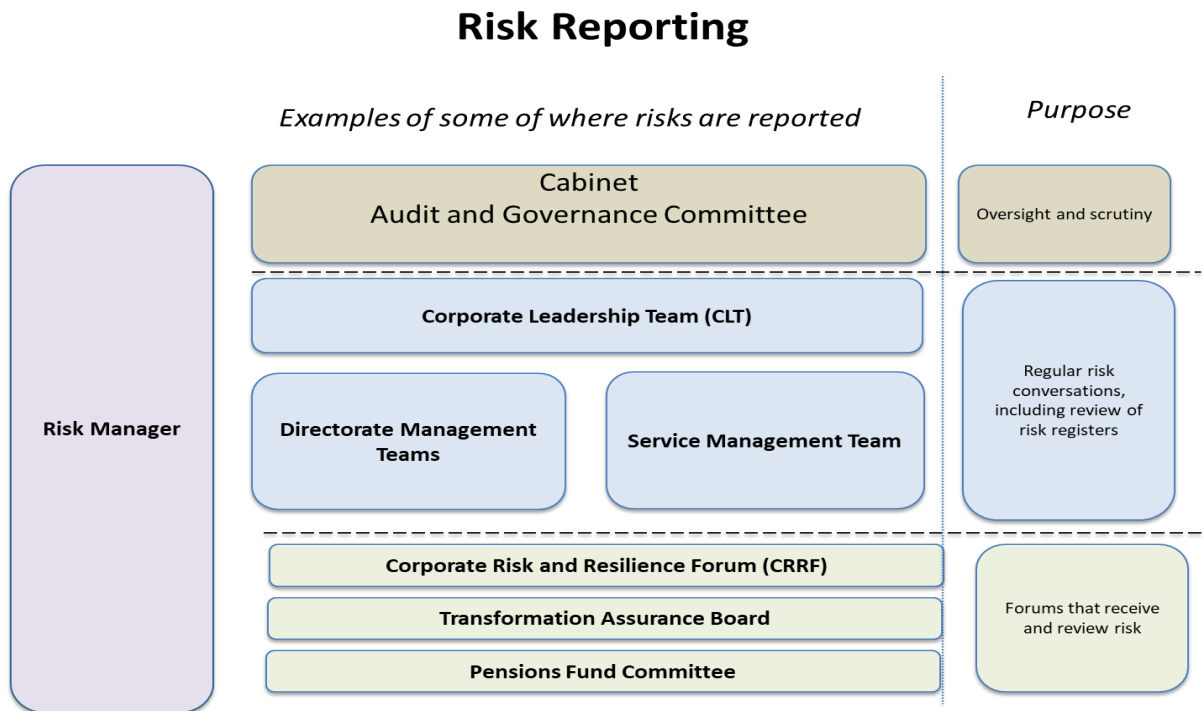 Risk Reporting
Examples of some of where risks are reported
Purpose
Risk Manager
Cabinet
Audit and Governance Committee
Oversight and scrutiny
Corporate Leadership Team (CLT)
Directorate Management
Teams
Service Management Team
Regular risk
conversations,
including review of
risk registers
Corporate Risk and Resilience Forum (CRRF)
Transformation Assurance Board
Pensions Fund Committee
Forums that receive
and review risk